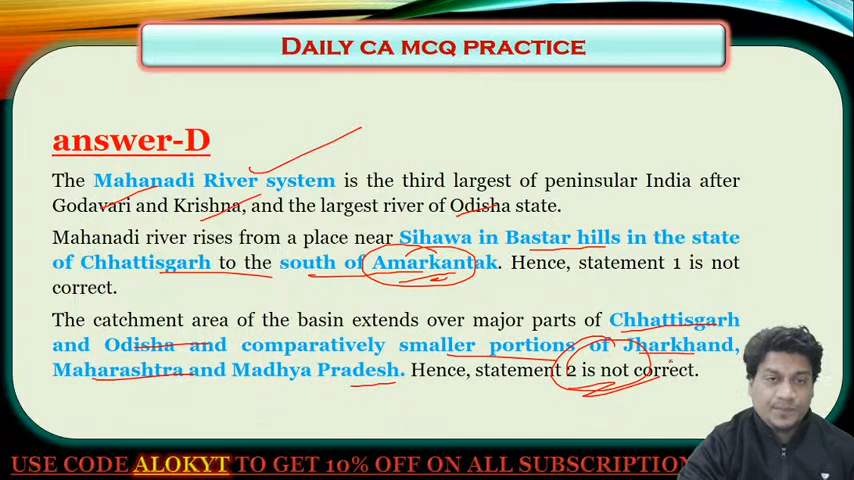 DAILY CA MCQ PRACTICE
answer-D
The Mahanadi River system is the third largest of peninsular India after
Godavari and Krishna, and the largest river of Odisha state.
Mahanadi river rises from a place near Sihawa in Bastar hills in the state
of Chhattisgarh to the south of Amarkantak. Hence, statement 1 is not
correct.
The catchment area of the basin extends over major parts of Chhattisgarh
and Odisha and comparatively smaller portions of Jharkhand,
Maharashtra and Madhya Pradesh. Hence, statement 2 is not correct.
USE CODE ALOKYT TO GET 10% OFF ON ALL SUBSCRIPTION